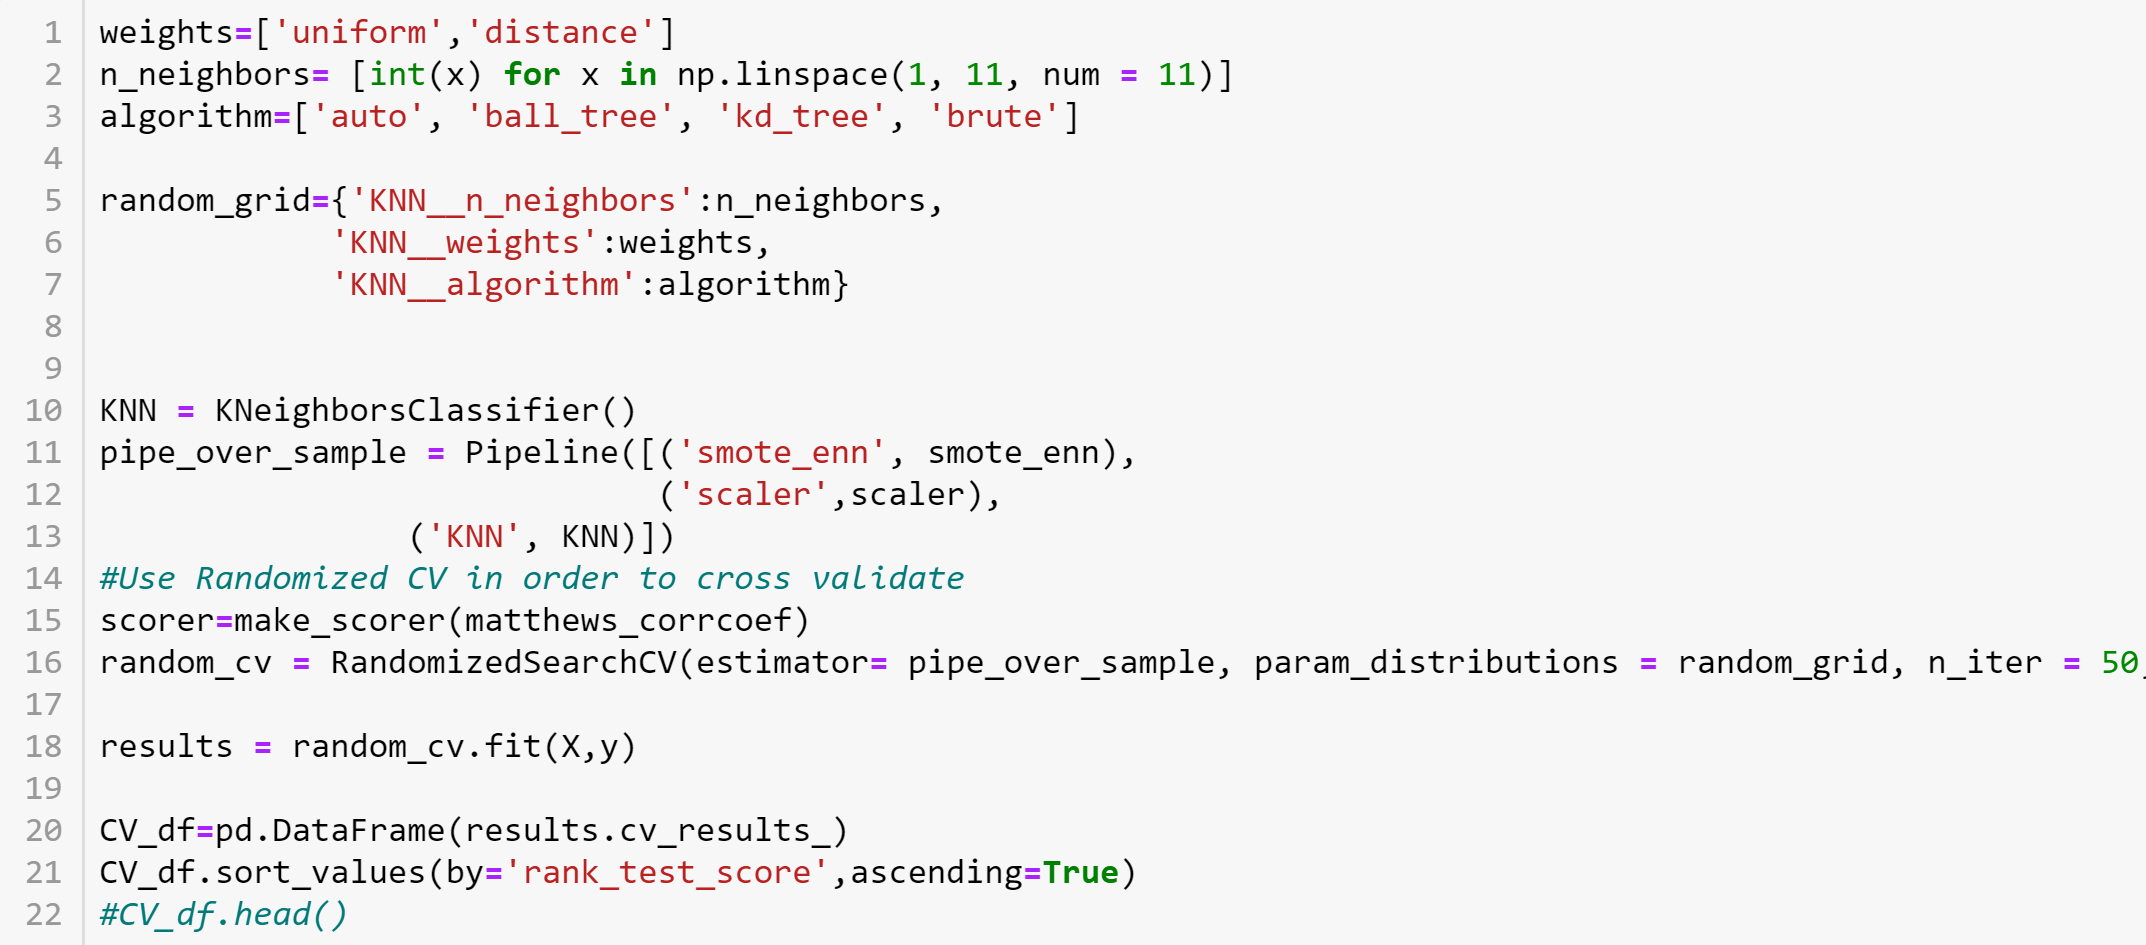 1 weights=['uniform','distance']
2 n_neighbors= [int(x) for x in np.linspace(1, 11, num = 11)]
3 algorithm=['auto', 'ball_tree', 'kd_tree', 'brute']
4
5 random_grid={'KNN__n_neighbors':n_neighbors,
6 'KNN__weights':weights,
7 'KNN__algorithm':algorithm}
8
9
10 KNN = KNeighborsClassifier()
11 pipe_over_sample = Pipeline([('smote_enn', smote_enn),
12 ('scaler',scaler),
13 ('KNN', KNN)])
14 #Use Randomized CV in order to cross validate
15 scorer=make_scorer(matthews_corrcoef)
16 random_cv = RandomizedSearchCV(estimator= pipe_over_sample, param_distributions = random_grid, n_iter = 50,
17
18 results = random_cv.fit(X,y)
19
20 CV_df=pd.DataFrame(results.cv_results_)
21 CV_df.sort_values(by='rank_test_score',ascending=True)
22 #CV_df.head()